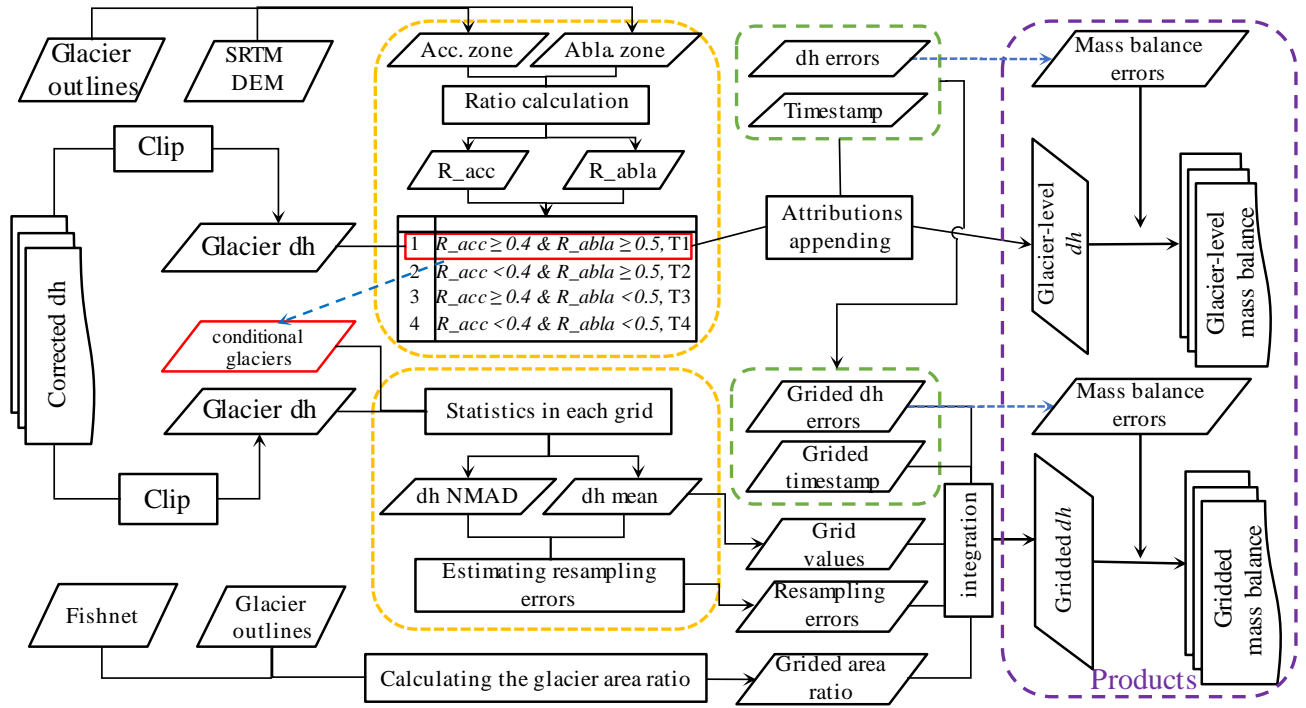 Glacier
outlines
SRTM
DEM
Acc. zone
Abla. zone
Ratio calculation
R_acc
R_abla
1 R_acc ≥ 0.4 & R_abla ≥ 0.5, T1
2 R_acc < 0.4 & R_abla ≥ 0.5, T2
3 R_acc ≥ 0.4 & R_abla < 0.5, T3
4 R_acc < 0.4 & R_abla < 0.5, T4
Clip
Glacier dh
Corrected dh
conditional
glaciers
Glacier dh
Clip
dh errors
Timestamp
Attributions
appending
Mass balance
errors
Glacier-level
dh
Glacier-level
mass balance
Statistics in each grid
dh NMAD
dh mean
Estimating resampling
errors
Grided dh
errors
Grided
timestamp
Grid
values
Resampling
errors
integration
Mass balance
errors
Gridded dh
Gridded
mass balance
Fishnet
Glacier
outlines
Calculating the glacier area ratio
Grided area
ratio
Products